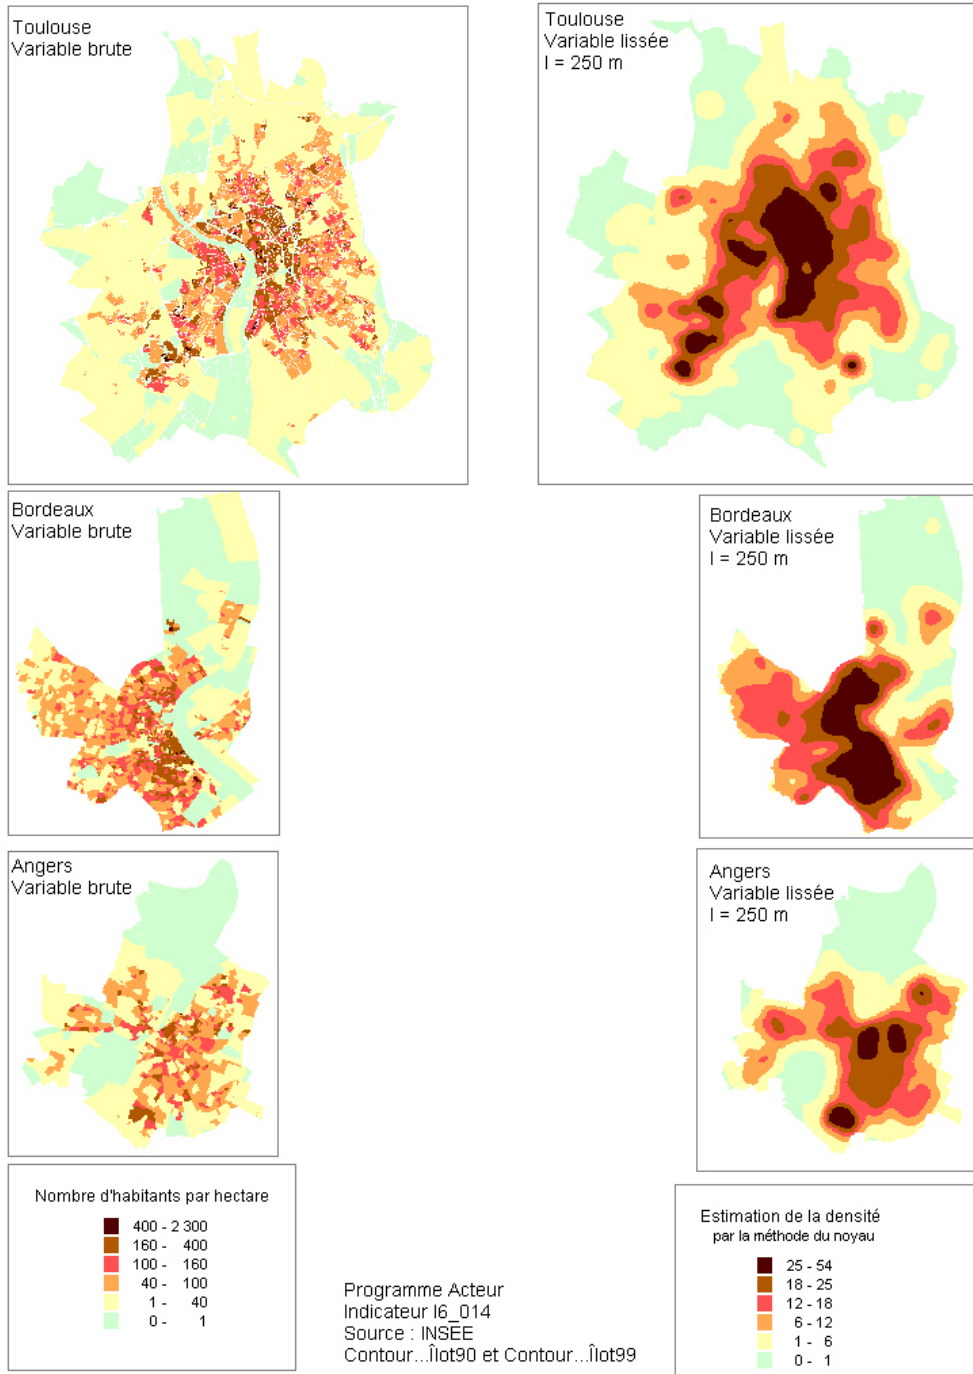 Toulouse
Variable brute
Toulouse
Variable lissée
l = 250 m
Bordeaux
Variable brute
Bordeaux
Variable lissée
l = 250 m
Angers
Variable brute
Angers
Variable lissée
l = 250 m
Nombre d'habitants par hectare
400 - 2 300
160 - 400
100 - 160
40 - 100
1 - 40
0 - 1
Programme Acteur
Indicateur I6_014
Source : INSEE
Contour...Îlot90 et Contour...Îlot99
Estimation de la densité
par la méthode du noyau
25 - 54
18 - 25
12 - 18
6 - 12
1 - 6
0 - 1